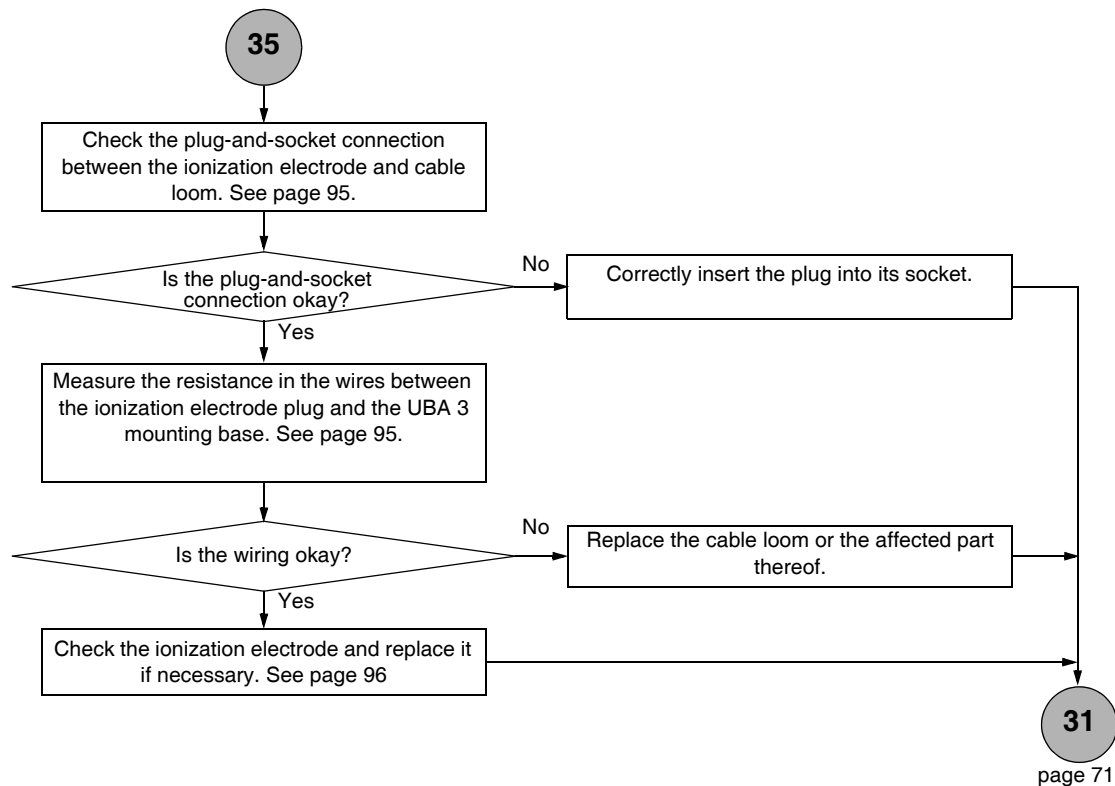 35
Check the plug-and-socket connection
between the ionization electrode and cable
loom. See page 95.
Is the plug-and-socket
connection okay?
No
Correctly insert the plug into its socket.
Yes
Measure the resistance in the wires between
the ionization electrode plug and the UBA 3
mounting base. See page 95.
Is the wiring okay?
No
Replace the cable loom or the affected part
thereof.
Yes
Check the ionization electrode and replace it
if necessary. See page 96
31
page 71